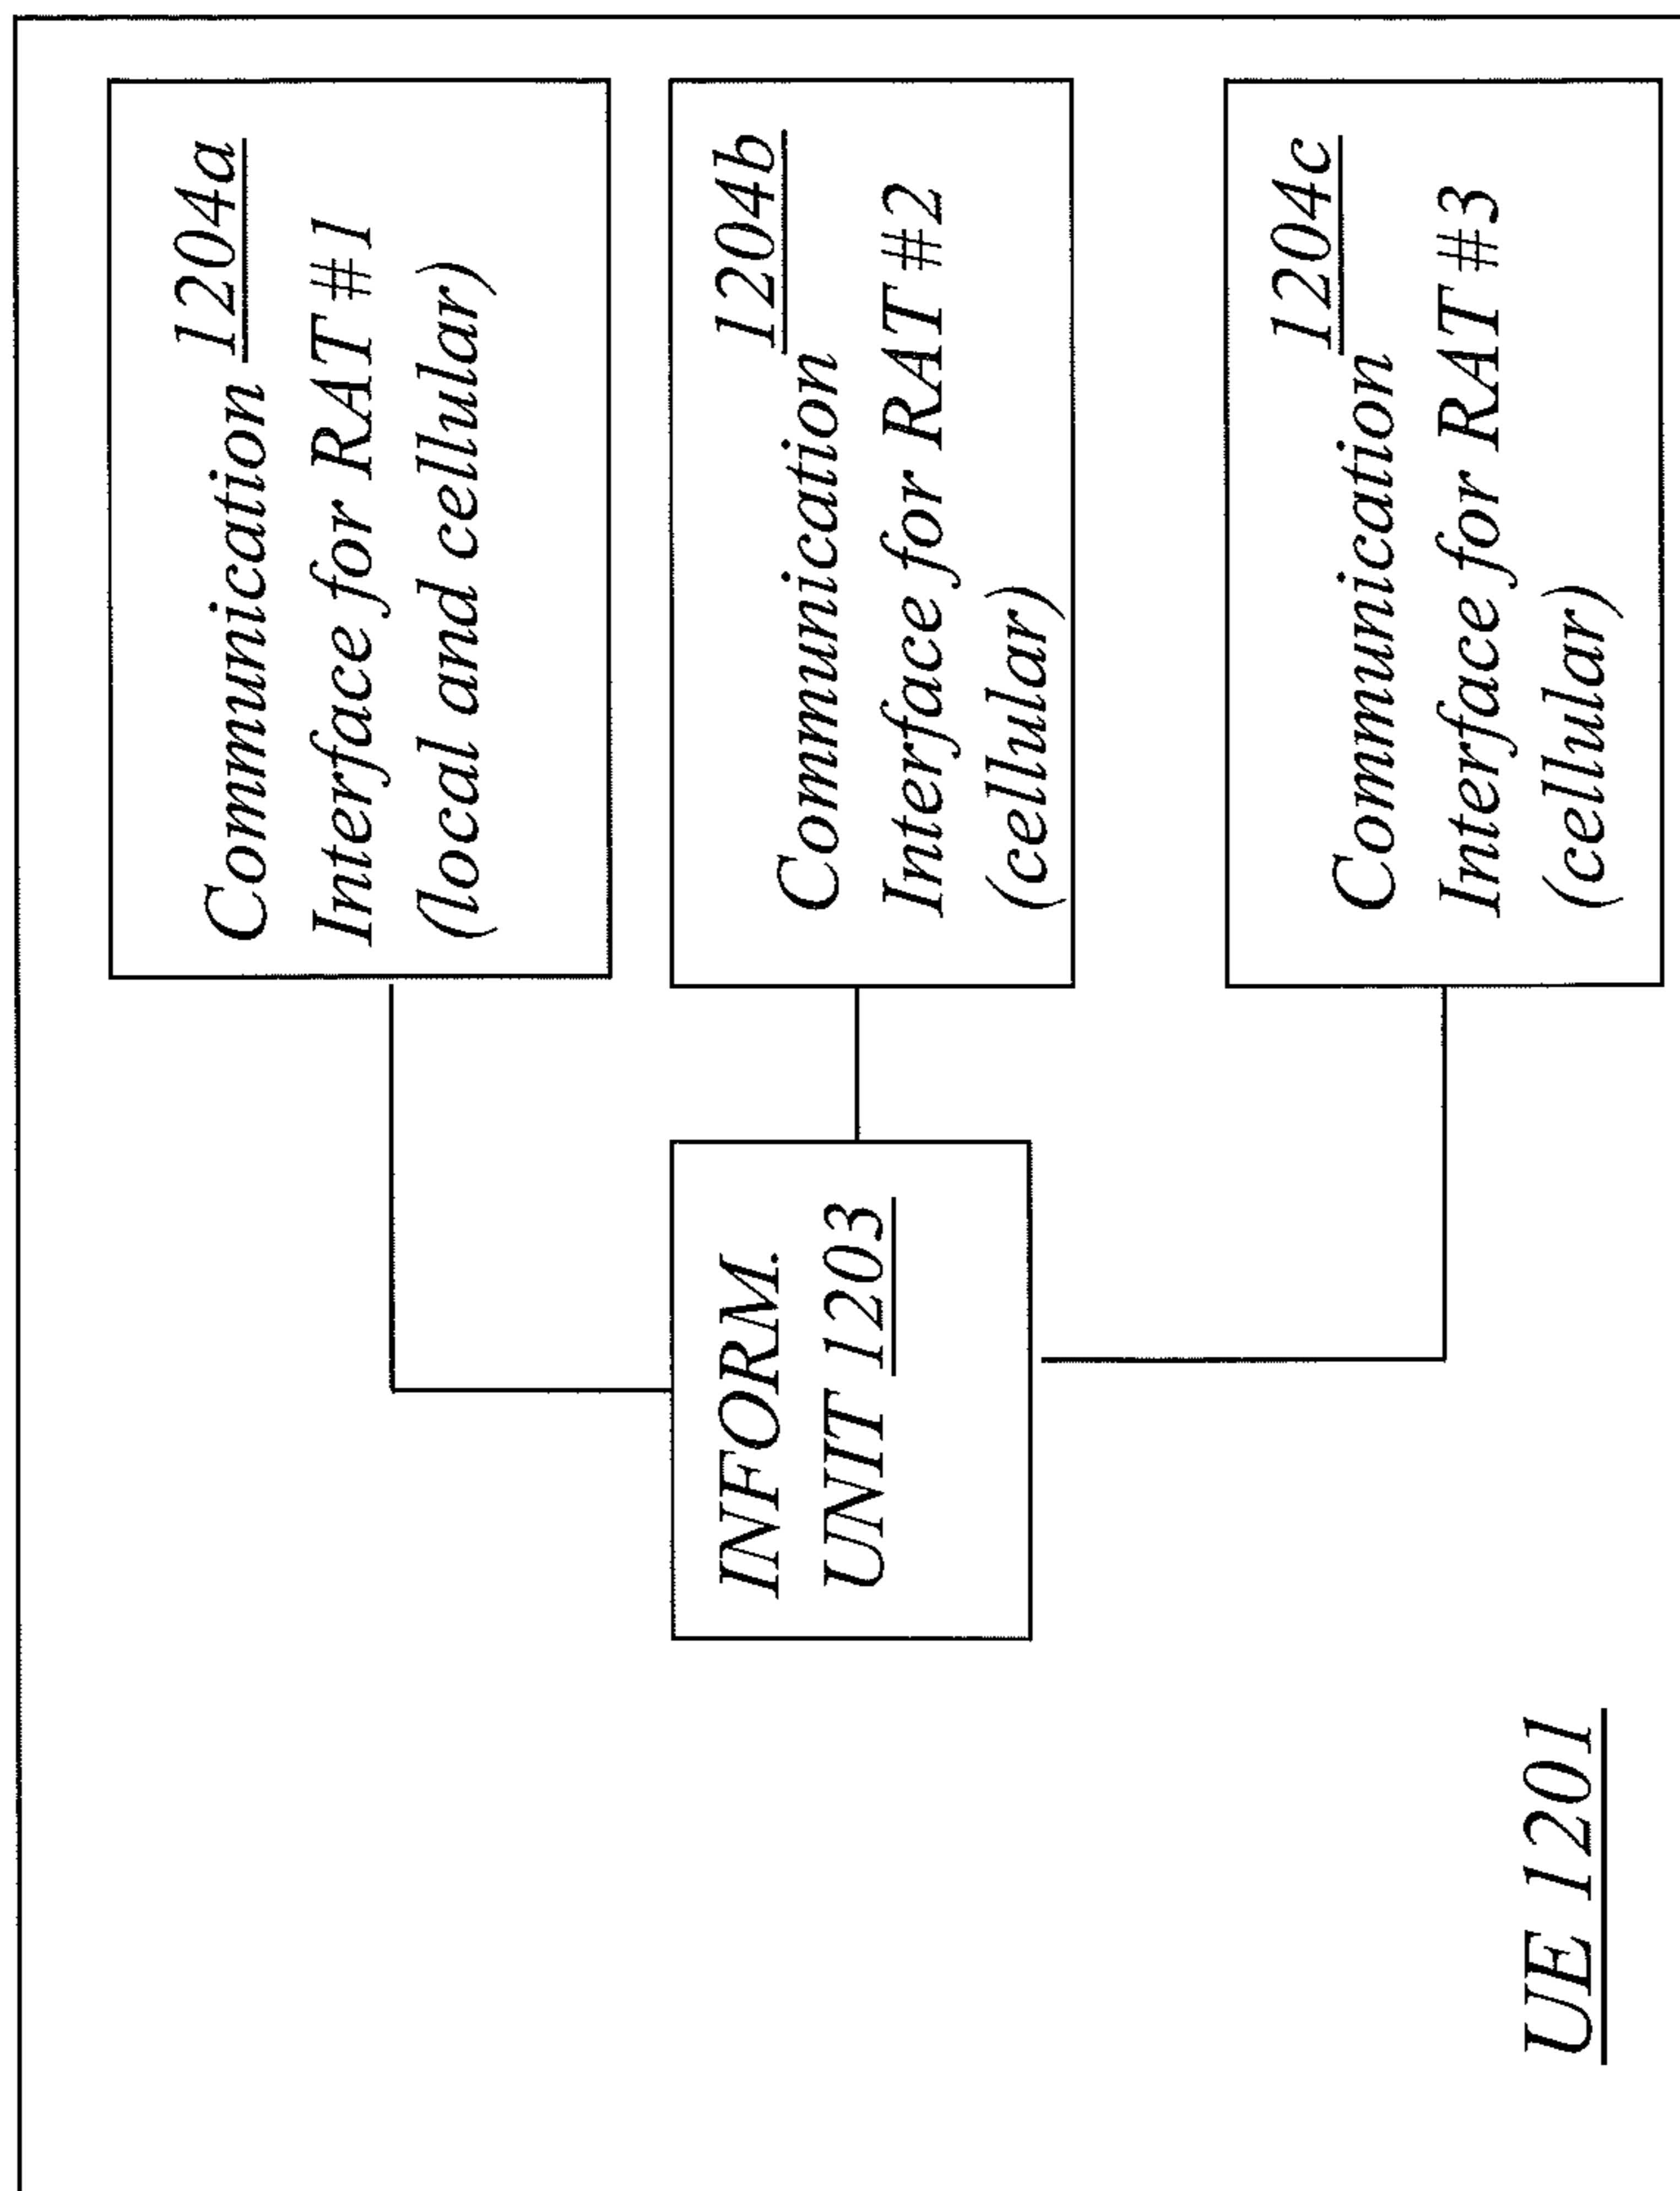 1204a
Communication
Interface for RAT #1
(local and cellular)
1204b
Communication
Interface for RAT #2
(cellular)
1204c
Communication
Interface for RAT #3
(cellular)
INFORM.
UNIT 1203
UE 1201